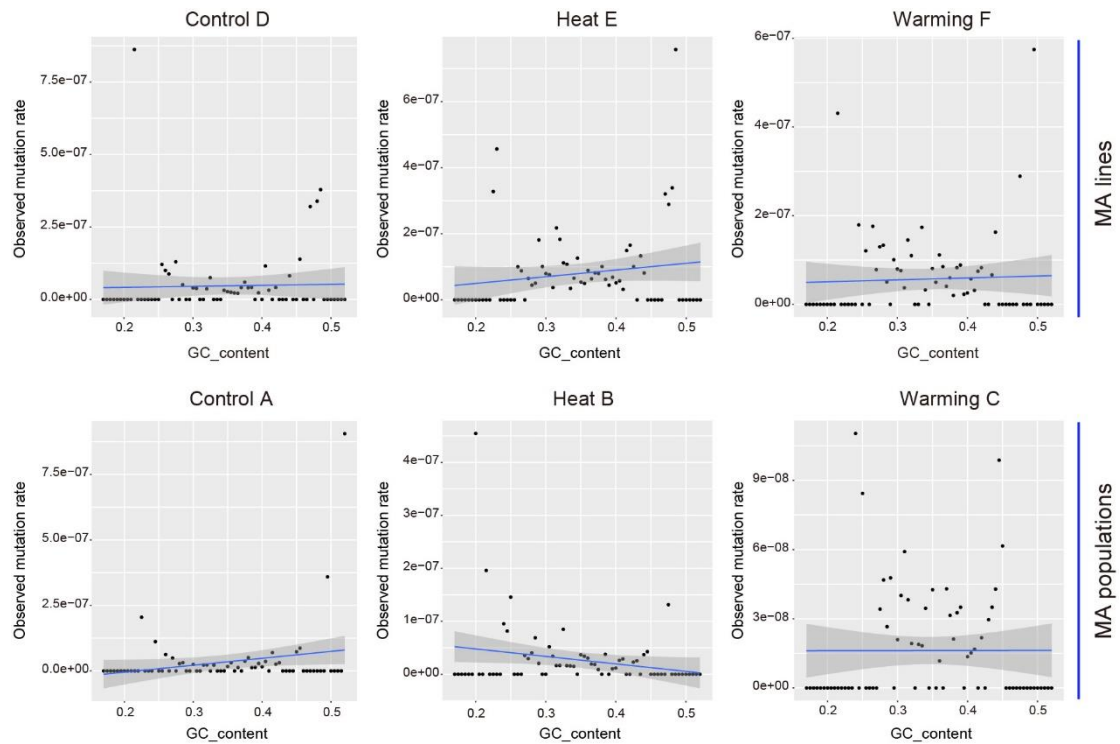 Control D
Heat E
Warming F
Observed mutation rate
7.5e−07
5.0e−07
2.5e−07
0.0e+00
0.2
0.3
0.4
0.5
GC_content
Observed mutation rate
6e−07
4e−07
2e−07
0e+00
0.2
0.3
0.4
0.5
GC_content
Observed mutation rate
6e−07
4e−07
2e−07
0e+00
0.2
0.3
0.4
0.5
GC_content
MA lines
Control A
Heat B
Warming C
Observed mutation rate
7.5e−07
5.0e−07
2.5e−07
0.0e+00
0.2
0.3
0.4
0.5
GC_content
Observed mutation rate
4e−07
3e−07
2e−07
1e−07
0e+00
0.2
0.3
0.4
0.5
GC_content
Observed mutation rate
9e−08
6e−08
3e−08
0e+00
0.2
0.3
0.4
0.5
GC_content
MA populations